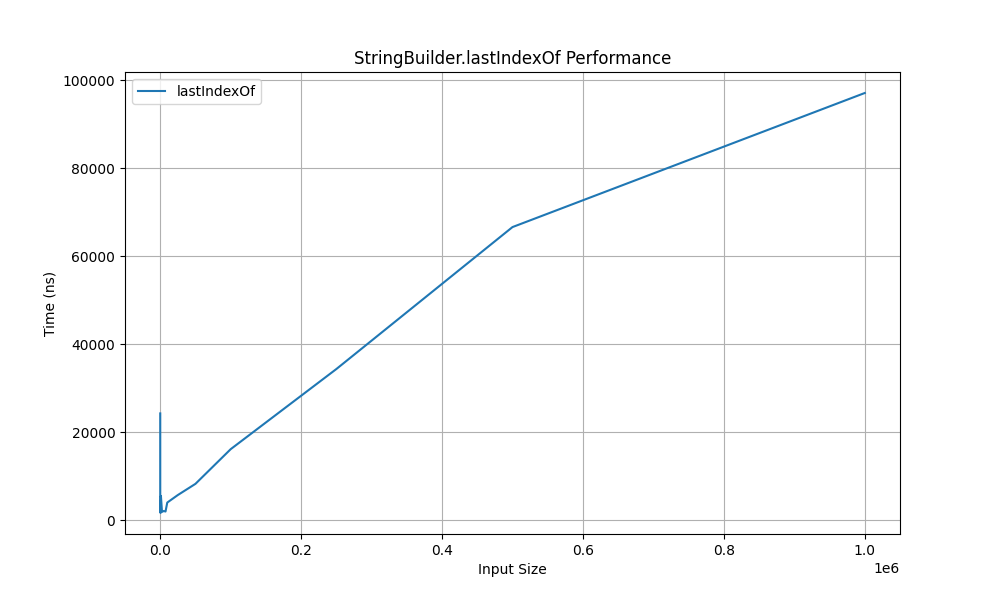 StringBuilder.lastIndexOf Performance
lastIndexOf
Time (ns)
100000
80000
60000
40000
20000
0
0.0 0.2 0.4 0.6 0.8 1.0
1e6
Input Size